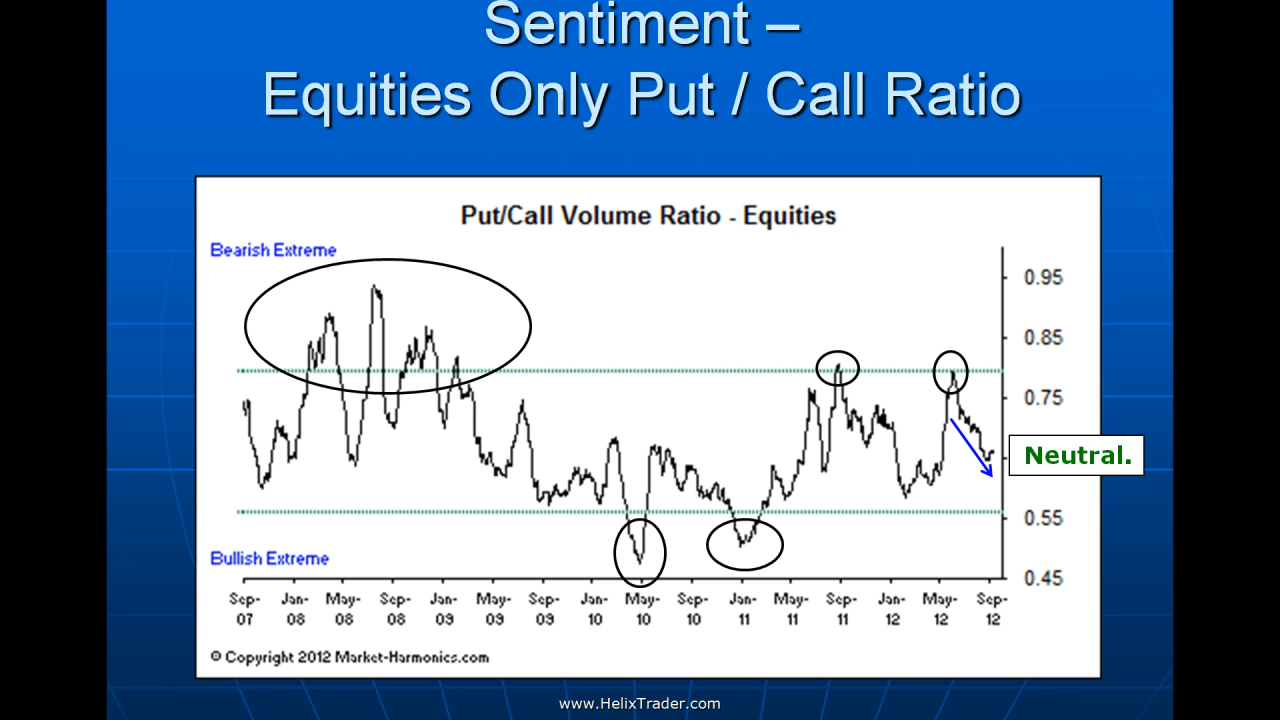 Sentiment –
Equities Only Put / Call Ratio
Put/Call Volume Ratio - Equities
Bearish Extreme
0.95
0.85
0.75
Neutral.
0.55
Bullish Extreme
0.45
Sep- Jan- May- Sep- Jan- May- Sep- Jan- May- Sep- Jan- May- Sep- Jan- May- Sep-
07 08 08 08 09 09 09 10 10 10 11 11 11 12 12 12
© Copyright 2012 Market-Harmonics.com
www.HelixTrader.com